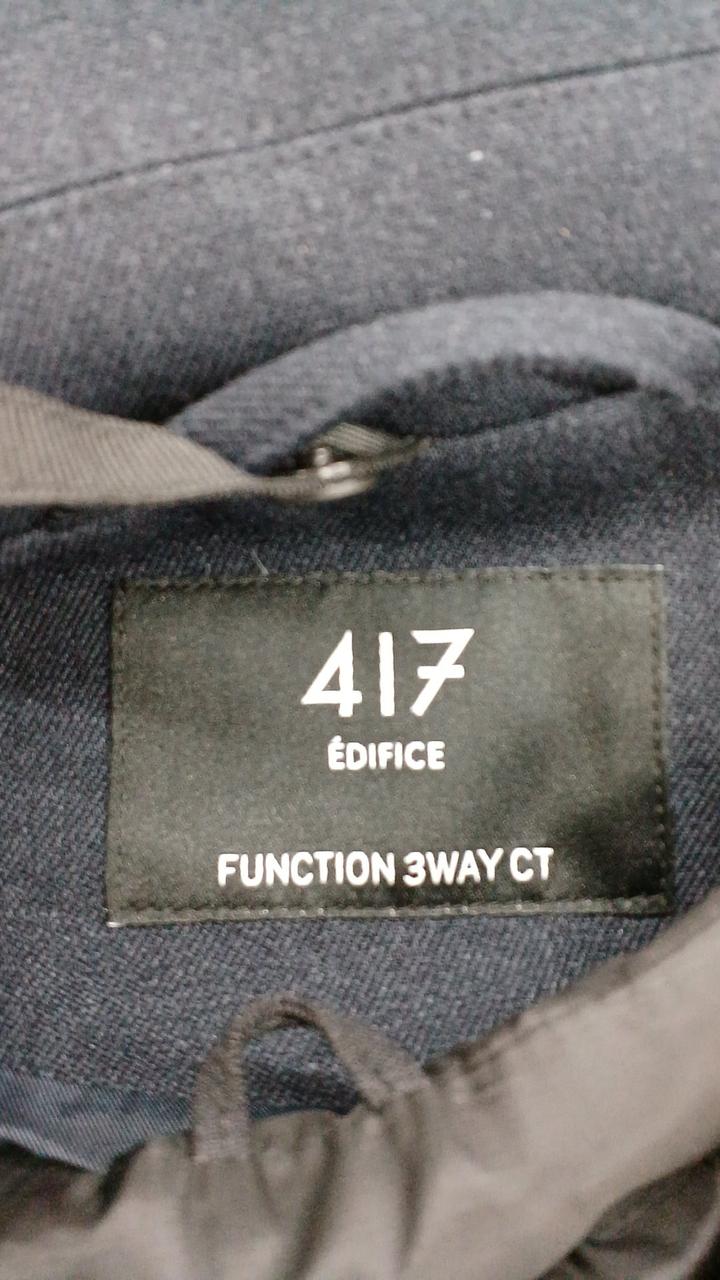 417
ÉDIFICE
FUNCTION 3WAY CT